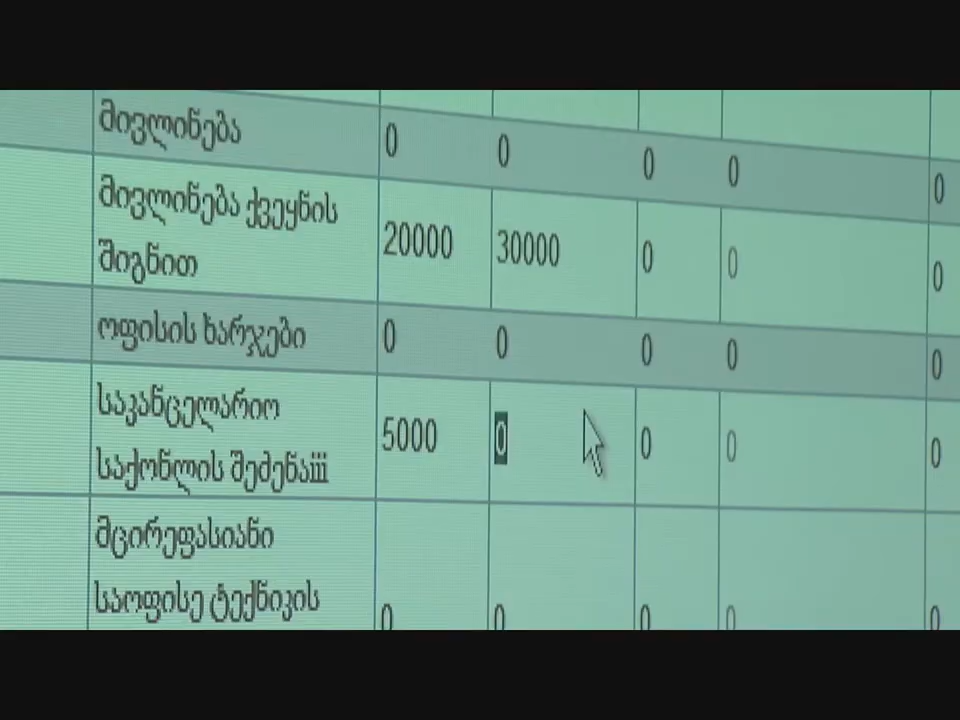 მივლინება 0 0 0 0 0
მივლინება ქვეყნის
შიგნით 20000 30000 0 0 0
ოფისის ხარჯები 0 0 0 0 0
საკანცელარიო
საქონლის შეძენაiii 5000 0 0 0 0
მცირეფასიანი
საოფისე ტექნიკის 0 0 0 0 0